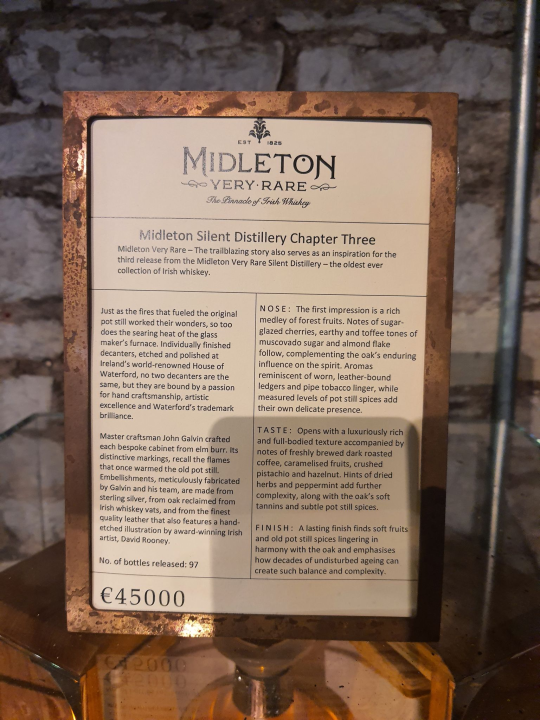 EST 1825
MIDLETON
VERY·RARE
The Pinnacle of Irish Whiskey
Midleton Silent Distillery Chapter Three
Midleton Very Rare – The trailblazing story also serves as an inspiration for the
third release from the Midleton Very Rare Silent Distillery – the oldest ever
collection of Irish whiskey.
Just as the fires that fueled the original
pot still worked their wonders, so too
does the searing heat of the glass
maker's furnace. Individually finished
decanters, etched and polished at
Ireland's world-renowned House of
Waterford, no two decanters are the
same, but they are bound by a passion
for hand craftsmanship, artistic
excellence and Waterford's trademark
brilliance.
Master craftsman John Galvin crafted
each bespoke cabinet from elm burr. Its
distinctive markings, recall the flames
that once warmed the old pot still.
Embellishments, meticulously fabricated
by Galvin and his team, are made from
sterling silver, from oak reclaimed from
Irish whiskey vats, and from the finest
quality leather that also features a hand-
etched illustration by award-winning Irish
artist, David Rooney.
No. of bottles released: 97
NOSE: The first impression is a rich
medley of forest fruits. Notes of sugar-
glazed cherries, earthy and toffee tones of
muscovado sugar and almond flake
follow, complementing the oak's enduring
influence on the spirit. Aromas
reminiscent of worn, leather-bound
ledgers and pipe tobacco linger, while
measured levels of pot still spices add
their own delicate presence.
TASTE: Opens with a luxuriously rich
and full-bodied texture accompanied by
notes of freshly brewed dark roasted
coffee, caramelised fruits, crushed
pistachio and hazelnut. Hints of dried
herbs and peppermint add further
complexity, along with the oak's soft
tannins and subtle pot still spices.
FINISH: A lasting finish finds soft fruits
and old pot still spices lingering in
harmony with the oak and emphasises
how decades of undisturbed ageing can
create such balance and complexity.
€45000